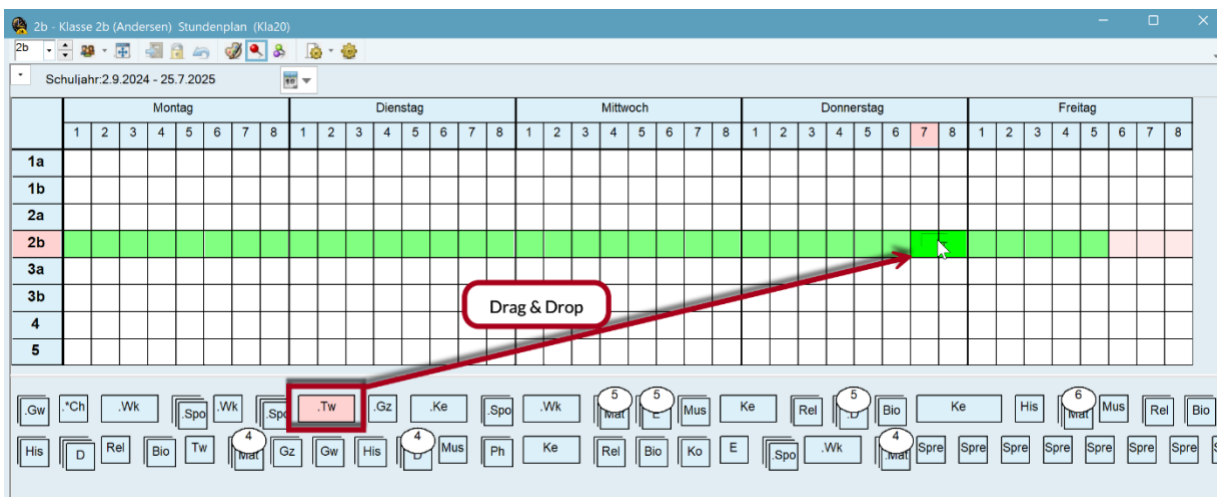 2b - Klasse 2b (Andersen) Stundenplan (Kla20)
2b
Schuljahr:2.9.2024 - 25.7.2025
Montag Dienstag Mittwoch Donnerstag Freitag
1 2 3 4 5 6 7 8 1 2 3 4 5 6 7 8 1 2 3 4 5 6 7 8 1 2 3 4 5 6 7 8 1 2 3 4 5 6 7 8
1a
1b
2a
2b
3a
3b
Drag & Drop
4
5
5 5 5 6
.Gw .*Ch .Wk .Spo .Wk .Spo .Tw .Gz .Ke .Spo .Wk Mat E Mus Ke Rel .D Bio Ke His Mat Mus Rel Bio
4 4 4
His D Rel Bio Tw Mat Gz Gw His D Mus Ph Ke Rel Bio Ko E .Spo .Wk .Mat Spre Spre Spre Spre Spre Spre Spre